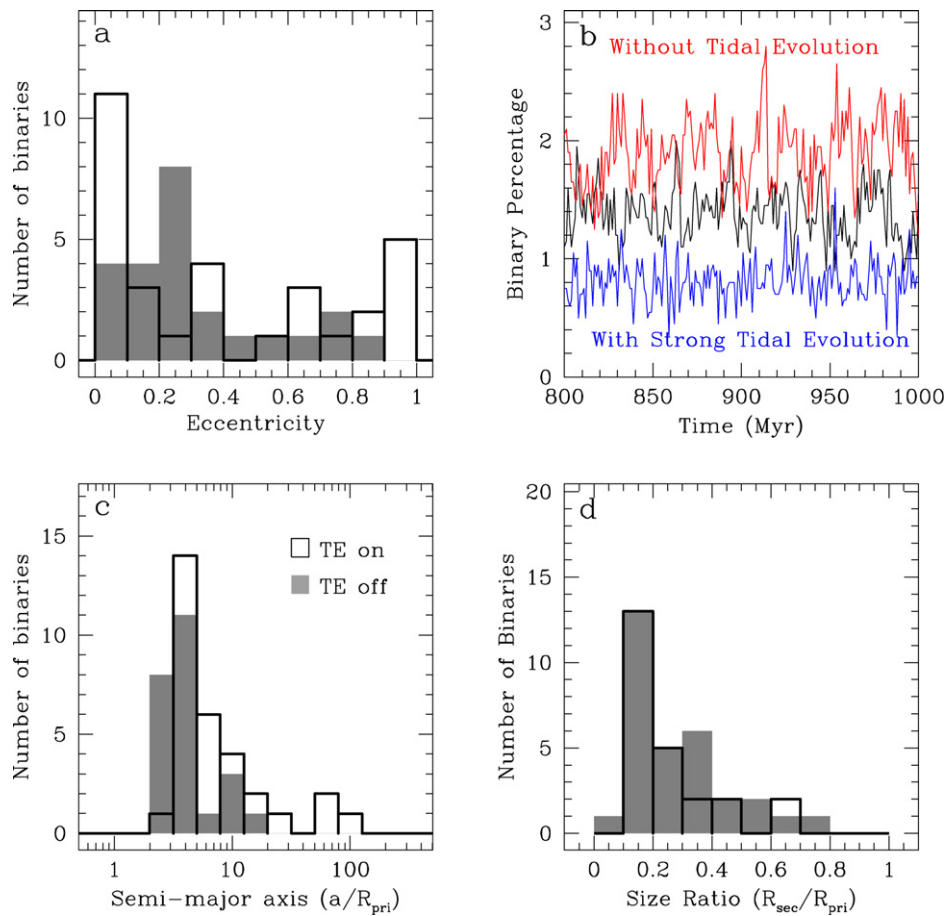 a
Number of binaries
0
5
10
0
0.2
0.4
0.6
0.8
1
Eccentricity
b
Without Tidal Evolution
With Strong Tidal Evolution
Binary Percentage
0
1
2
3
800
850
900
950
1000
Time (Myr)
c
TE on
TE off
Number of binaries
0
5
10
15
1
10
100
Semi-major axis (a/Rpri)
d
Number of Binaries
0
5
10
15
20
0
0.2
0.4
0.6
0.8
1
Size Ratio (Rsec/Rpri)